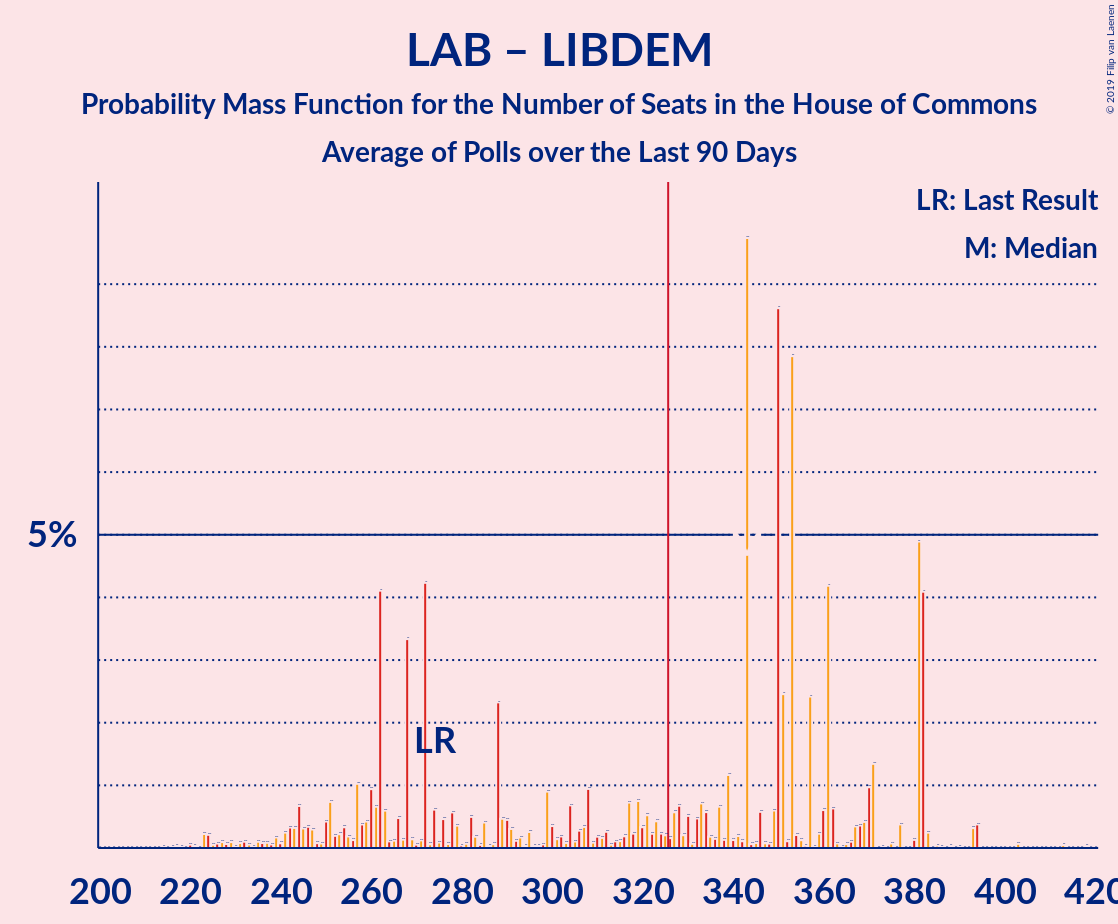 LAB – LIBDEM
Probability Mass Function for the Number of Seats in the House of Commons
Average of Polls over the Last 90 Days
© 2019 Filip van Laenen
LR: Last Result
M: Median
5%
LR
200 220 240 260 280 300 320 340 360 380 400 420